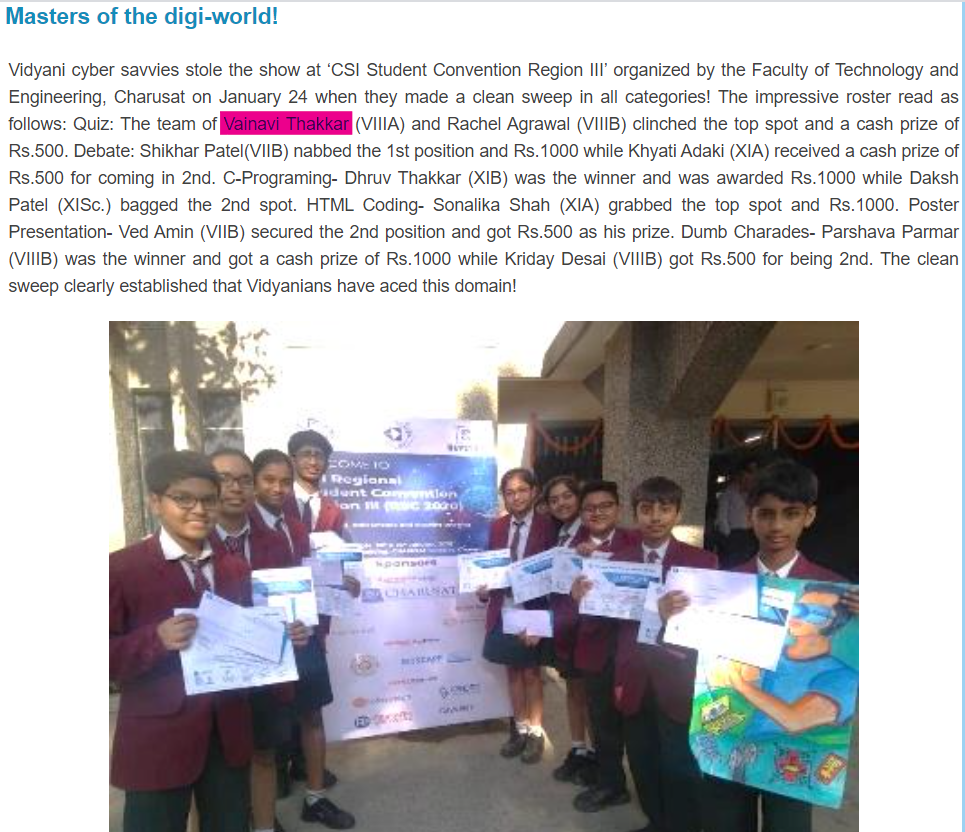 Masters of the digi-world!
Vidyani cyber savvies stole the show at ‘CSI Student Convention Region III’ organized by the Faculty of Technology and
Engineering, Charusat on January 24 when they made a clean sweep in all categories! The impressive roster read as
follows: Quiz: The team of Vainavi Thakkar (VIIIA) and Rachel Agrawal (VIIIB) clinched the top spot and a cash prize of
Rs.500. Debate: Shikhar Patel(VIIB) nabbed the 1st position and Rs.1000 while Khyati Adaki (XIA) received a cash prize of
Rs.500 for coming in 2nd. C-Programing- Dhruv Thakkar (XIB) was the winner and was awarded Rs.1000 while Daksh
Patel (XISc.) bagged the 2nd spot. HTML Coding- Sonalika Shah (XIA) grabbed the top spot and Rs.1000. Poster
Presentation- Ved Amin (VIIB) secured the 2nd position and got Rs.500 as his prize. Dumb Charades- Parshava Parmar
(VIIIB) was the winner and got a cash prize of Rs.1000 while Kriday Desai (VIIIB) got Rs.500 for being 2nd. The clean
sweep clearly established that Vidyanians have aced this domain!
COME TO
Regional
dent Convention
ion III (RSC 2020)
Sponsors
CHARUSAT